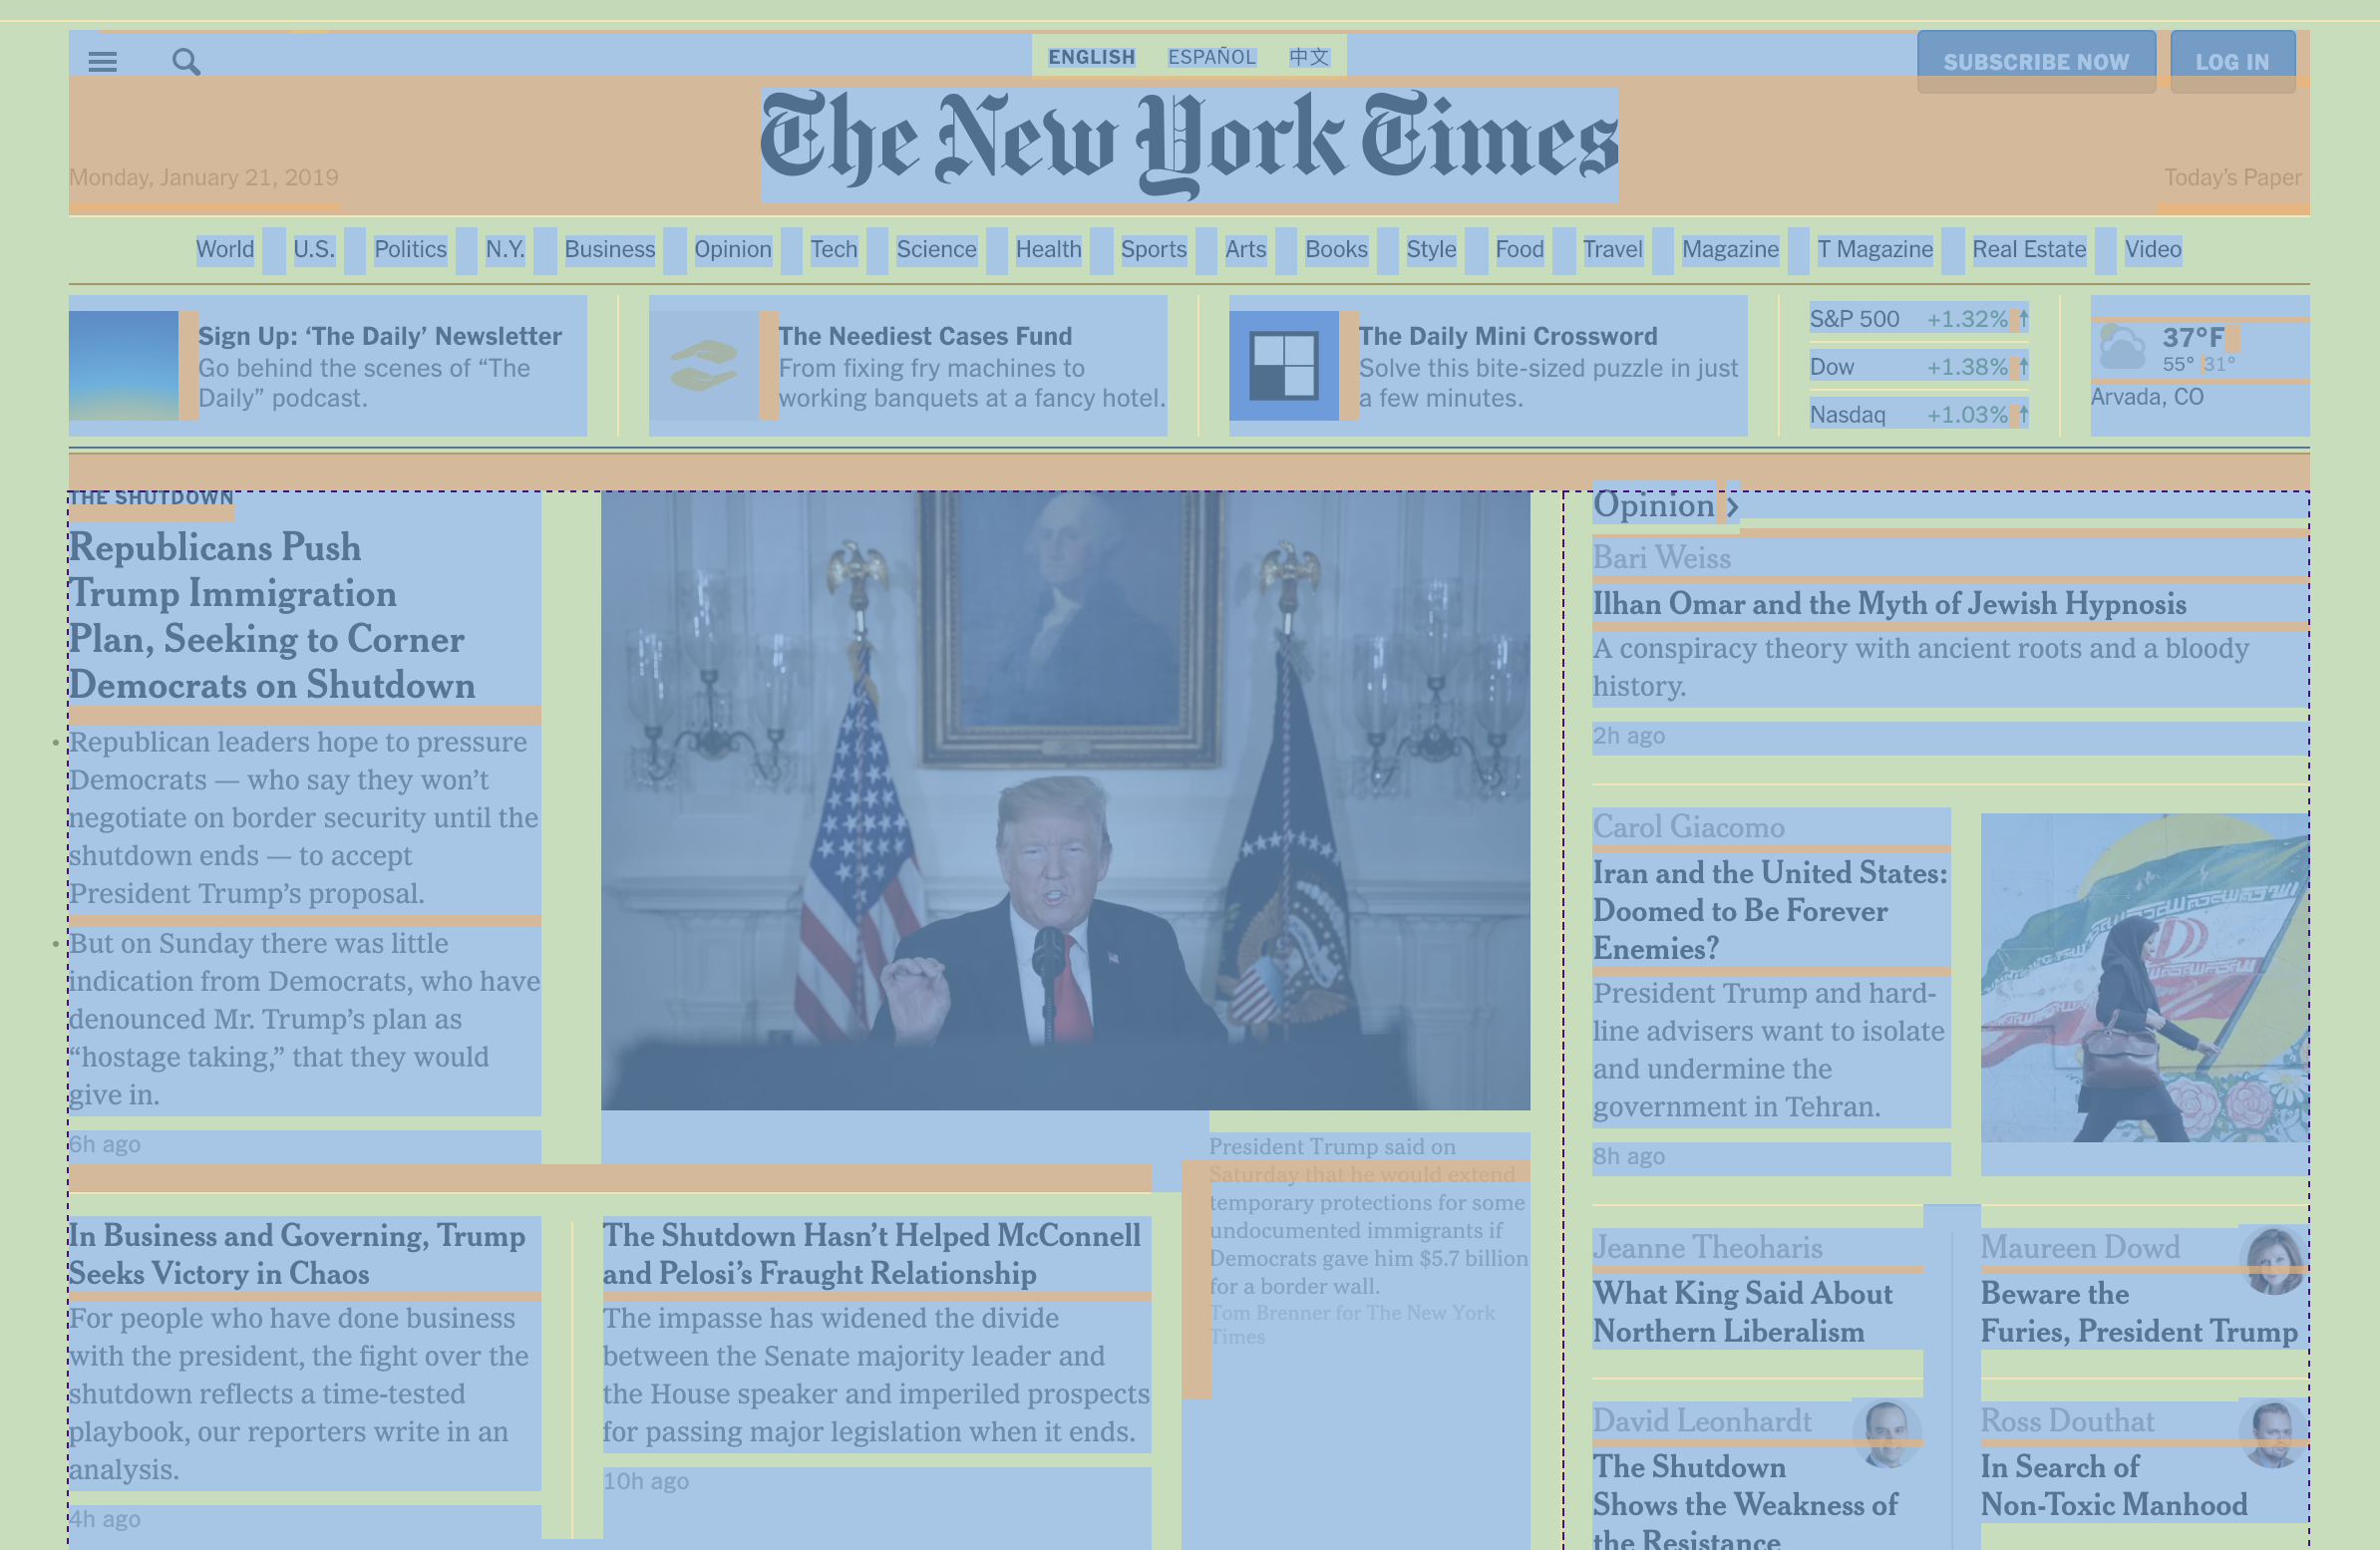 ENGLISH ESPAÑOL 中文
SUBSCRIBE NOW LOG IN
The New York Times
Monday, January 21, 2019
Today's Paper
World U.S. Politics N.Y. Business Opinion Tech Science Health Sports Arts Books Style Food Travel Magazine T Magazine Real Estate Video
Sign Up: ‘The Daily’ Newsletter
Go behind the scenes of “The
Daily” podcast.
The Neediest Cases Fund
From fixing fry machines to
working banquets at a fancy hotel.
The Daily Mini Crossword
Solve this bite-sized puzzle in just
a few minutes.
S&P 500 +1.32% ↑
Dow +1.38% ↑
Nasdaq +1.03% ↑
37°F
55° 31°
Arvada, CO
THE SHUTDOWN
Republicans Push
Trump Immigration
Plan, Seeking to Corner
Democrats on Shutdown
• Republican leaders hope to pressure
Democrats — who say they won’t
negotiate on border security until the
shutdown ends — to accept
President Trump’s proposal.
• But on Sunday there was little
indication from Democrats, who have
denounced Mr. Trump’s plan as
“hostage taking,” that they would
give in.
6h ago
President Trump said on
Saturday that he would extend
temporary protections for some
undocumented immigrants if
Democrats gave him $5.7 billion
for a border wall.
Tom Brenner for The New York
Times
In Business and Governing, Trump
Seeks Victory in Chaos
For people who have done business
with the president, the fight over the
shutdown reflects a time-tested
playbook, our reporters write in an
analysis.
4h ago
The Shutdown Hasn’t Helped McConnell
and Pelosi’s Fraught Relationship
The impasse has widened the divide
between the Senate majority leader and
the House speaker and imperiled prospects
for passing major legislation when it ends.
10h ago
Opinion >
Bari Weiss
Ilhan Omar and the Myth of Jewish Hypnosis
A conspiracy theory with ancient roots and a bloody
history.
2h ago
Carol Giacomo
Iran and the United States:
Doomed to Be Forever
Enemies?
President Trump and hard-
line advisers want to isolate
and undermine the
government in Tehran.
8h ago
Jeanne Theoharis
What King Said About
Northern Liberalism
Maureen Dowd
Beware the
Furies, President Trump
David Leonhardt
The Shutdown
Shows the Weakness of
the Resistance
Ross Douthat
In Search of
Non-Toxic Manhood